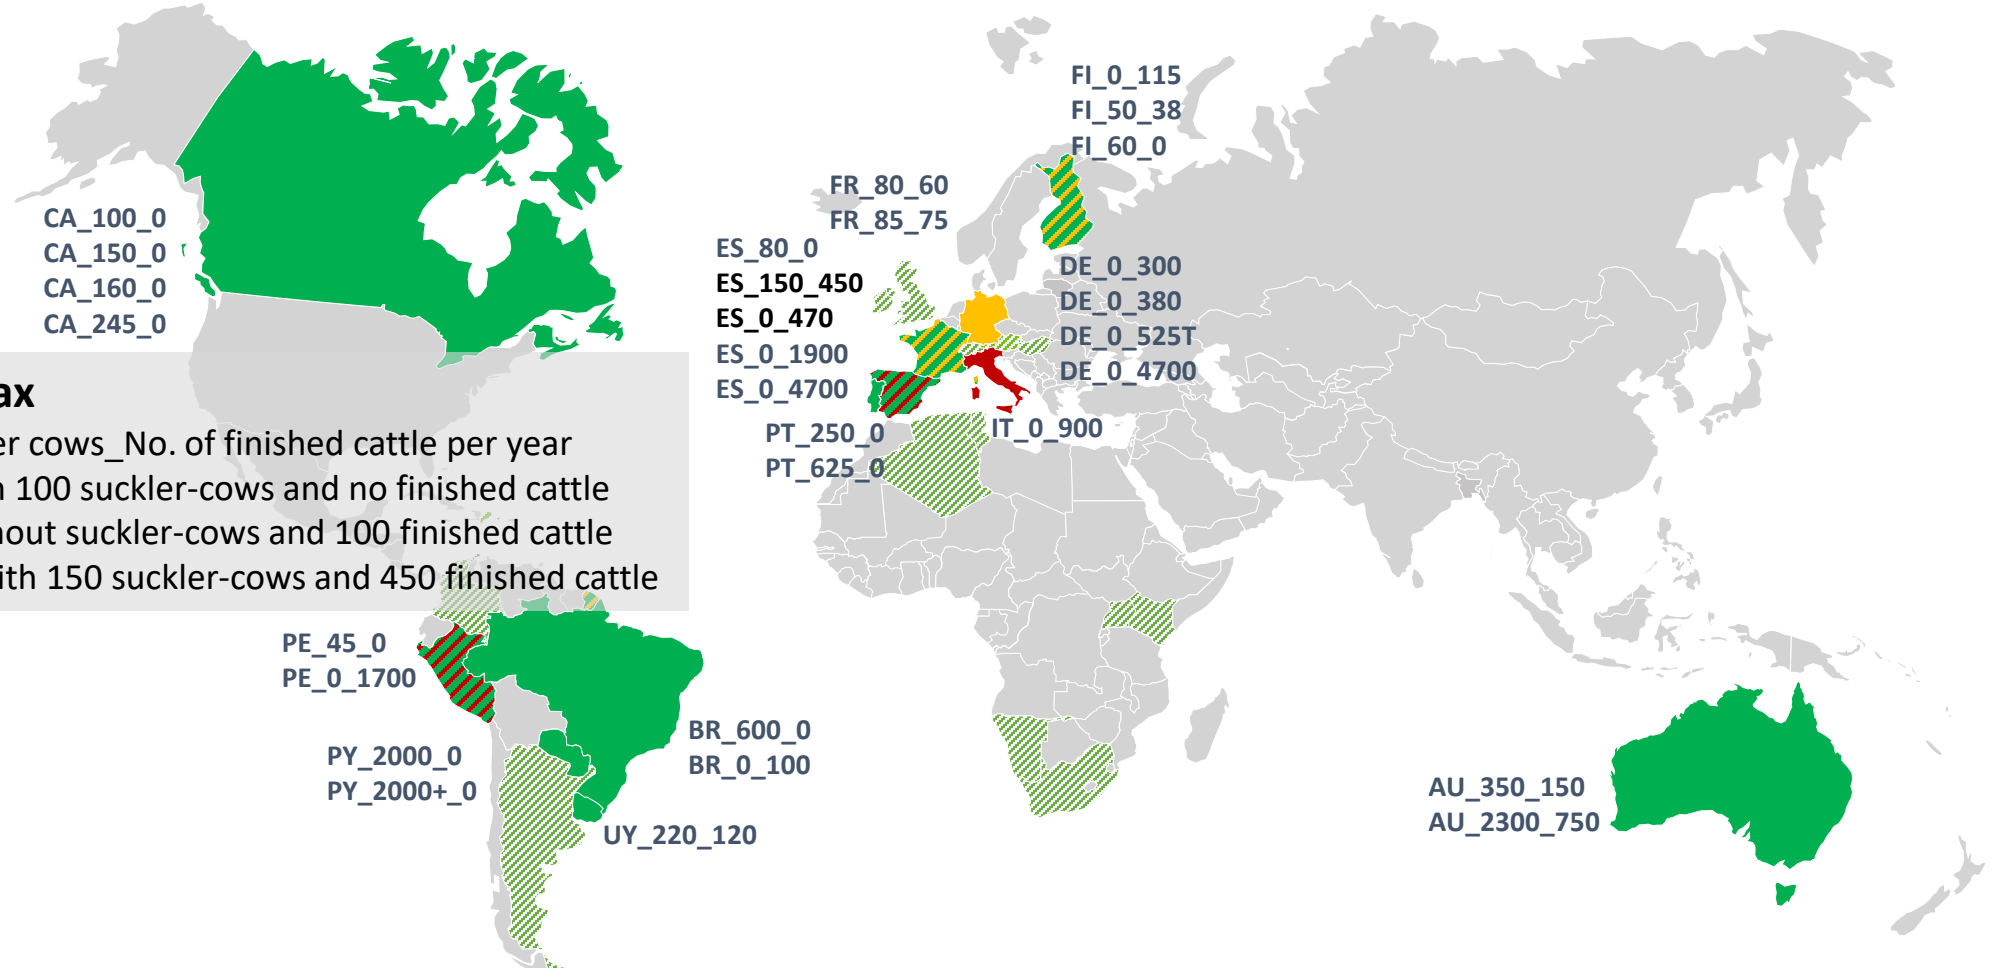 FI_0_115
FI_50_38
FI_60_0
FR_80_60
FR_85_75
CA_100_0
CA_150_0
CA_160_0
CA_245_0
ES_80_0
ES_150_450
ES_0_470
ES_0_1900
ES_0_4700
DE_0_300
DE_0_380
DE_0_525T
DE_0_4700
ax
er cows_No. of finished cattle per year
100 suckler-cows and no finished cattle
out suckler-cows and 100 finished cattle
ith 150 suckler-cows and 450 finished cattle
PT_250_0
PT_625_0
IT_0_900
PE_45_0
PE_0_1700
PY_2000_0
PY_2000+_0
BR_600_0
BR_0_100
UY_220_120
AU_350_150
AU_2300_750